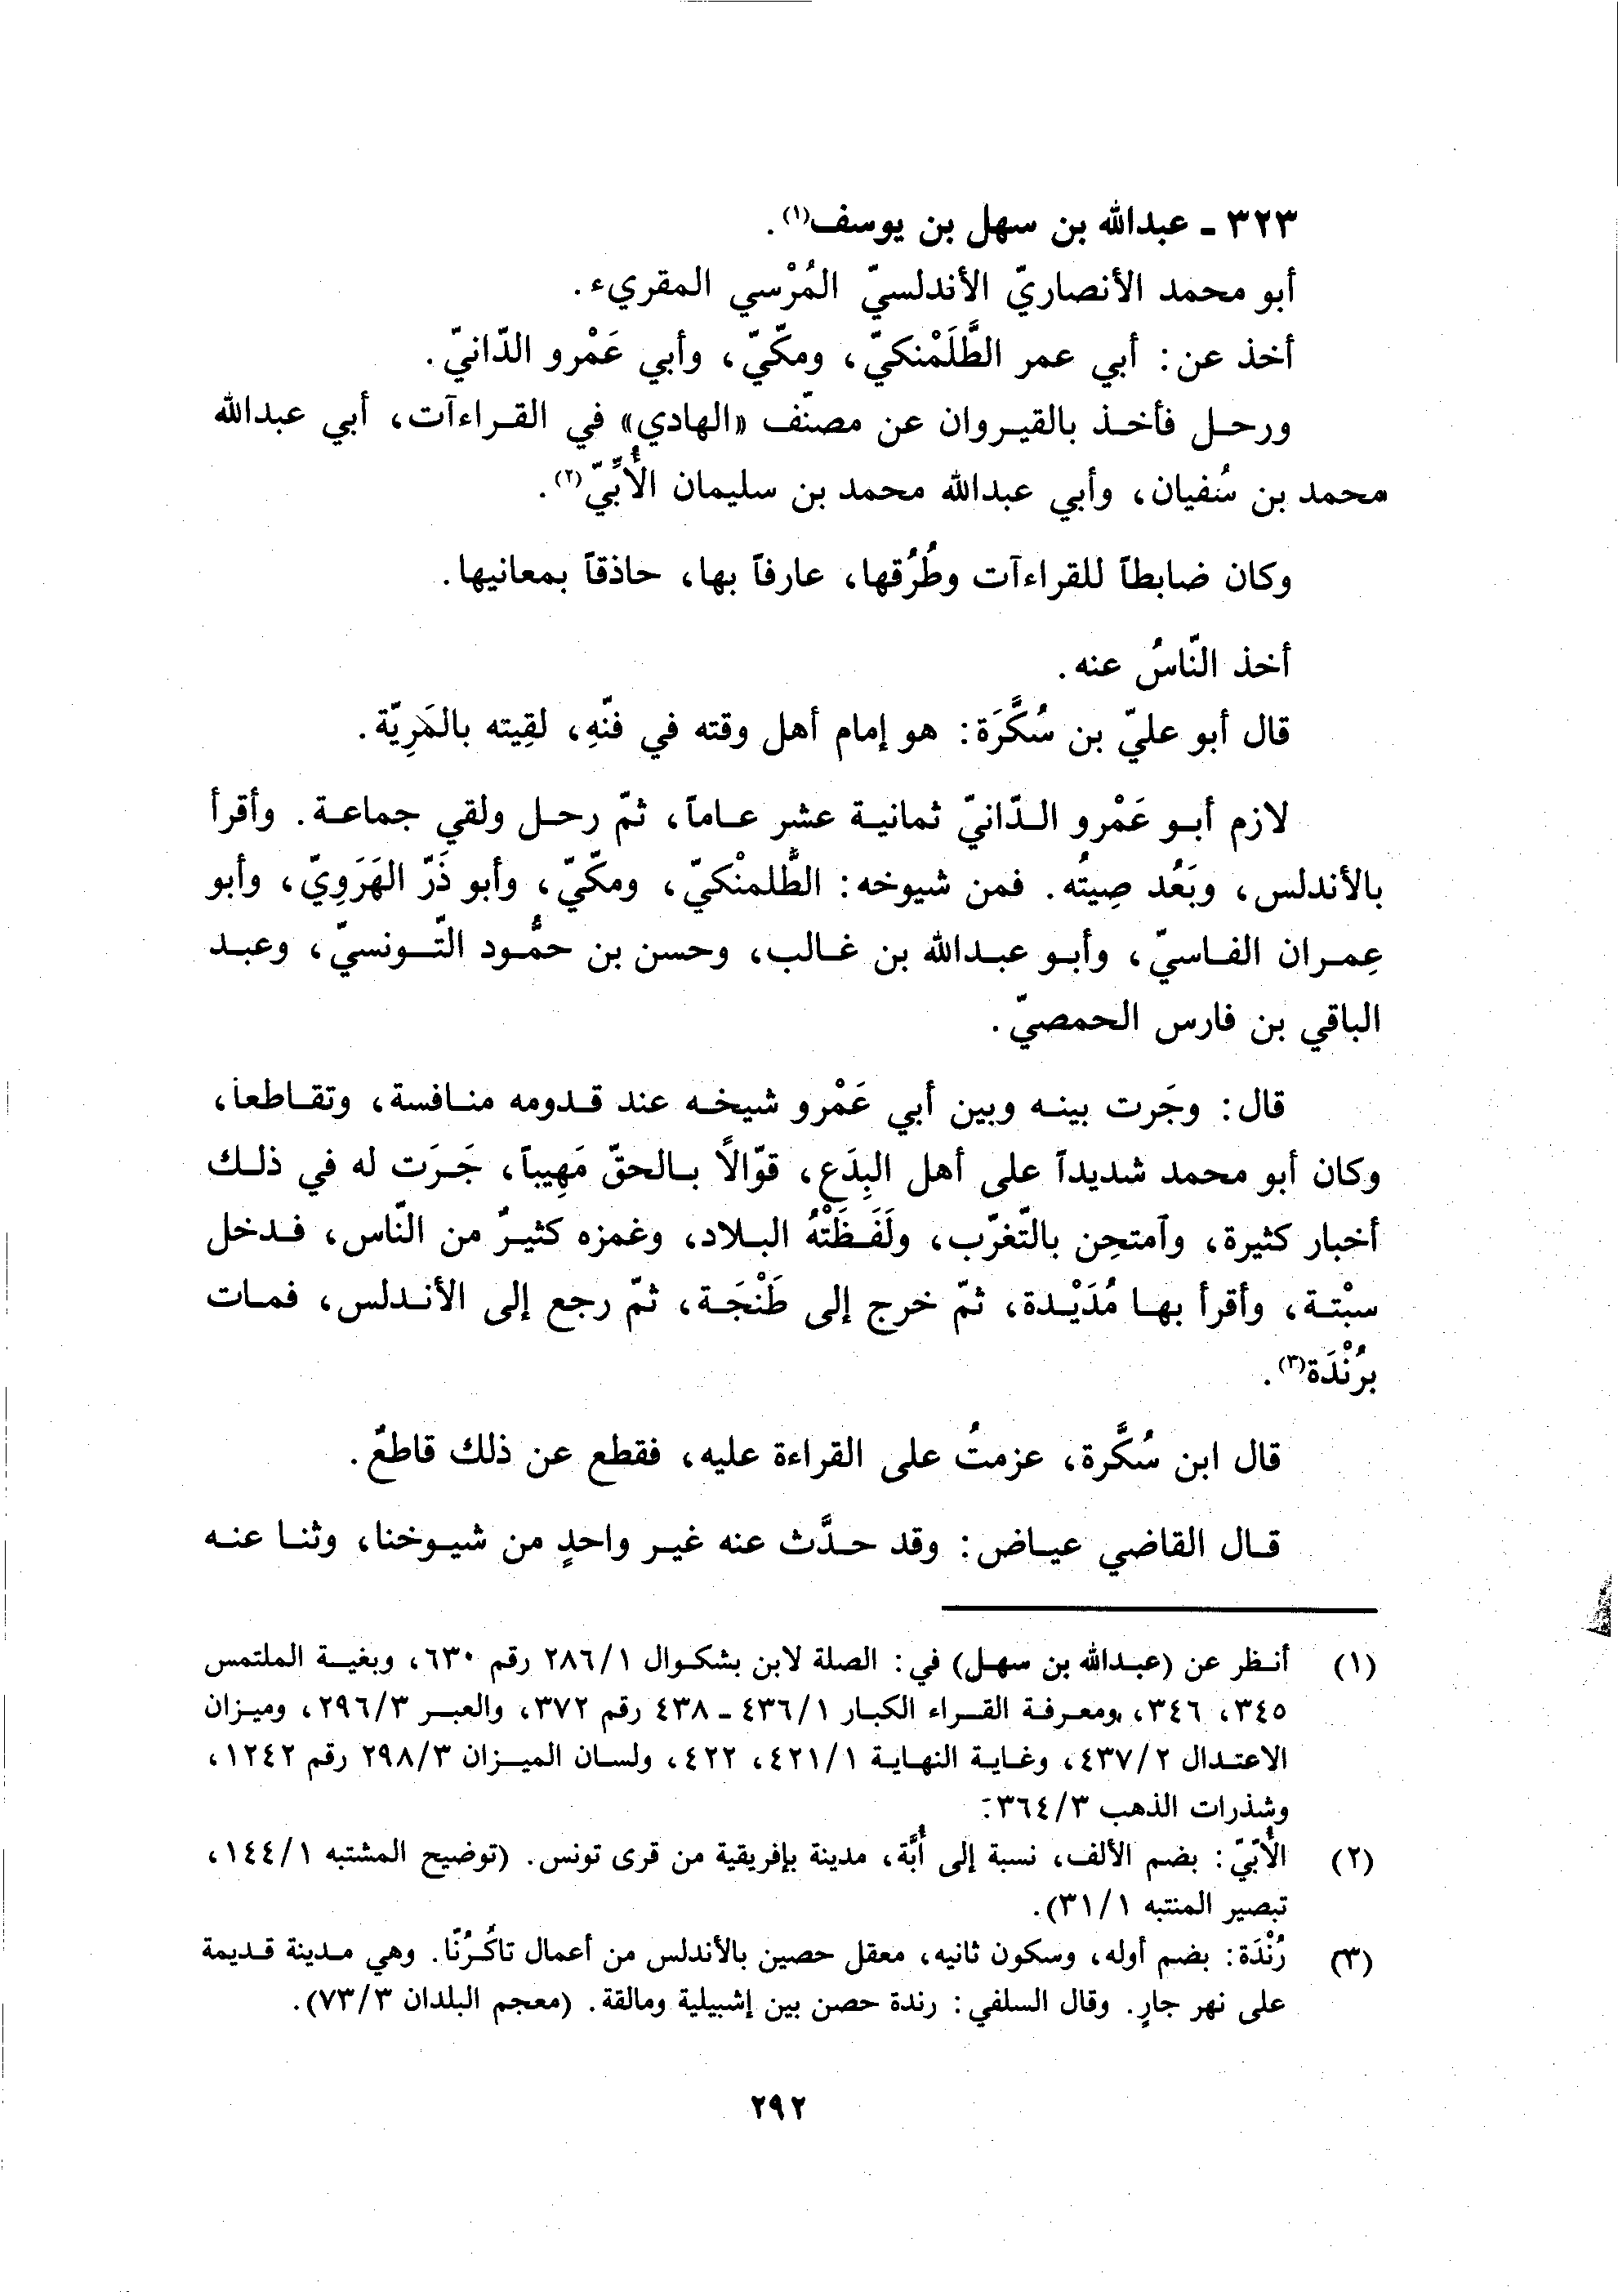 ٣٢٣ - عبدالله بن سهل بن يوسف(١).
أبو محمد الأنصاريّ الأندلسيّ المُرْسي المقريء.
أخذ عن: أبي عمر الطَّلَمْنكيّ، ومكّيّ، وأبي عَمْرو الدّانيّ.
ورحل فأخذ بالقيروان عن مصنّف «الهادي» في القراءآت، أبي عبدالله
محمد بن سُفيان، وأبي عبدالله محمد بن سليمان الأُبِّيّ(٢).
وكان ضابطاً للقراءآت وطُرُقها، عارفاً بها، حاذقاً بمعانيها.
أخذ النّاسُ عنه.
قال أبو عليّ بن سُكَّرَة: هو إمام أهل وقته في فنّهِ، لقِيته بالمَرِيّة.
لازم أبو عَمْرو الدّانيّ ثمانية عشر عاماً، ثمّ رحل ولقي جماعة. وأقرأ
بالأندلس، وبَعُد صِيتُه. فمن شيوخه: الطَّلمنْكيّ، ومكّيّ، وأبو ذَرّ الهَرَوِيّ، وأبو
عِمران الفاسيّ، وأبو عبدالله بن غالب، وحسن بن حمُّود التّونسيّ، وعبد
الباقي بن فارس الحمصيّ.
قال: وجَرت بينه وبين أبي عَمْرو شيخه عند قدومه منافسة، وتقاطعا،
وكان أبو محمد شديداً على أهل البِدَع، قوّالاً بالحقّ مَهِيباً، جَرَت له في ذلك
أخبار كثيرة، وآمتحِن بالتّغرّب، ولَفَظَتْهُ البلاد، وغمزه كثيرٌ من النّاس، فدخل
سبْتة، وأقرأ بها مُدَيْدة، ثمّ خرج إلى طَنْجَة، ثمّ رجع إلى الأندلس، فمات
برُنْدَة(٣).
قال ابن سُكَّرة، عزمتُ على القراءة عليه، فقطع عن ذلك قاطعٌ.
قال القاضي عياض: وقد حدَّث عنه غير واحدٍ من شيوخنا، وثنا عنه
(١) أنظر عن (عبدالله بن سهل) في: الصلة لابن بشكوال ٢٨٦/١ رقم ٦٣٠، وبغية الملتمس
٣٤٥، ٣٤٦، ومعرفة القراء الكبار ٤٣٦/١ - ٤٣٨ رقم ٣٧٢، والعبر ٢٩٦/٣، وميزان
الاعتدال ٤٣٧/٢، وغاية النهاية ٤٢١/١، ٤٢٢، ولسان الميزان ٢٩٨/٣ رقم ١٢٤٢،
وشذرات الذهب ٣٦٤/٣.
(٢) الأُبّيّ: بضم الألف، نسبة إلى أُبَّة، مدينة بإفريقية من قرى تونس. (توضيح المشتبه ١٤٤/١،
تبصير المنتبه ٣١/١).
(٣) رُنْدَة: بضم أوله، وسكون ثانيه، معقل حصين بالأندلس من أعمال تاكُرُنّا. وهي مدينة قديمة
على نهر جارٍ. وقال السلفي: رندة حصن بين إشبيلية ومالقة. (معجم البلدان ٧٣/٣).
٢٩٢